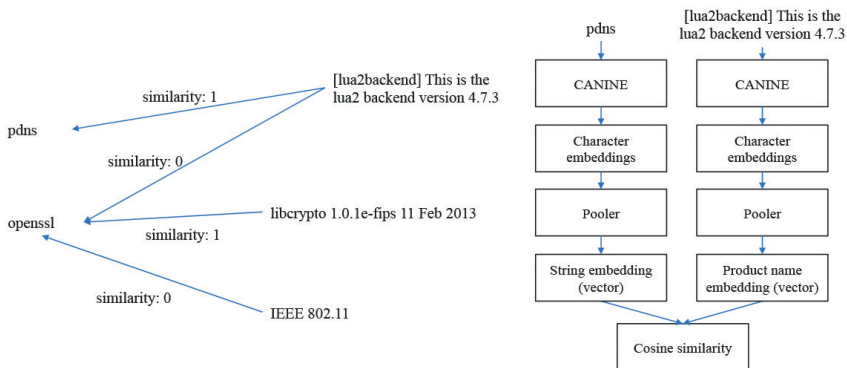 [lua2backend] This is the
lua2 backend version 4.7.3
similarity: 1
pdns
similarity: 0
openssl
libcrypto 1.0.1e-fips 11 Feb 2013
similarity: 1
similarity: 0
IEEE 802.11
pdns
[lua2backend] This is the
lua2 backend version 4.7.3
CANINE
CANINE
Character
embeddings
Character
embeddings
Pooler
Pooler
String embedding
(vector)
Product name
embedding (vector)
Cosine similarity